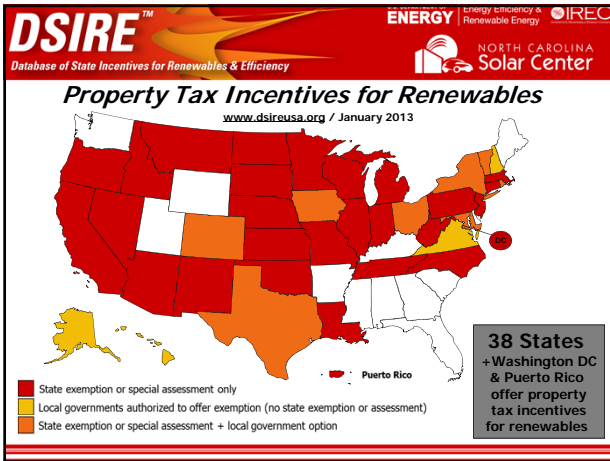 DSIRE™
Database of State Incentives for Renewables & Efficiency
U.S. DEPARTMENT OF
ENERGY
Energy Efficiency &
Renewable Energy
IREC
NORTH CAROLINA
Solar Center
Property Tax Incentives for Renewables
www.dsireusa.org / January 2013
DC
Puerto Rico
State exemption or special assessment only
Local governments authorized to offer exemption (no state exemption or assessment)
State exemption or special assessment + local government option
38 States
+Washington DC
& Puerto Rico
offer property
tax incentives
for renewables